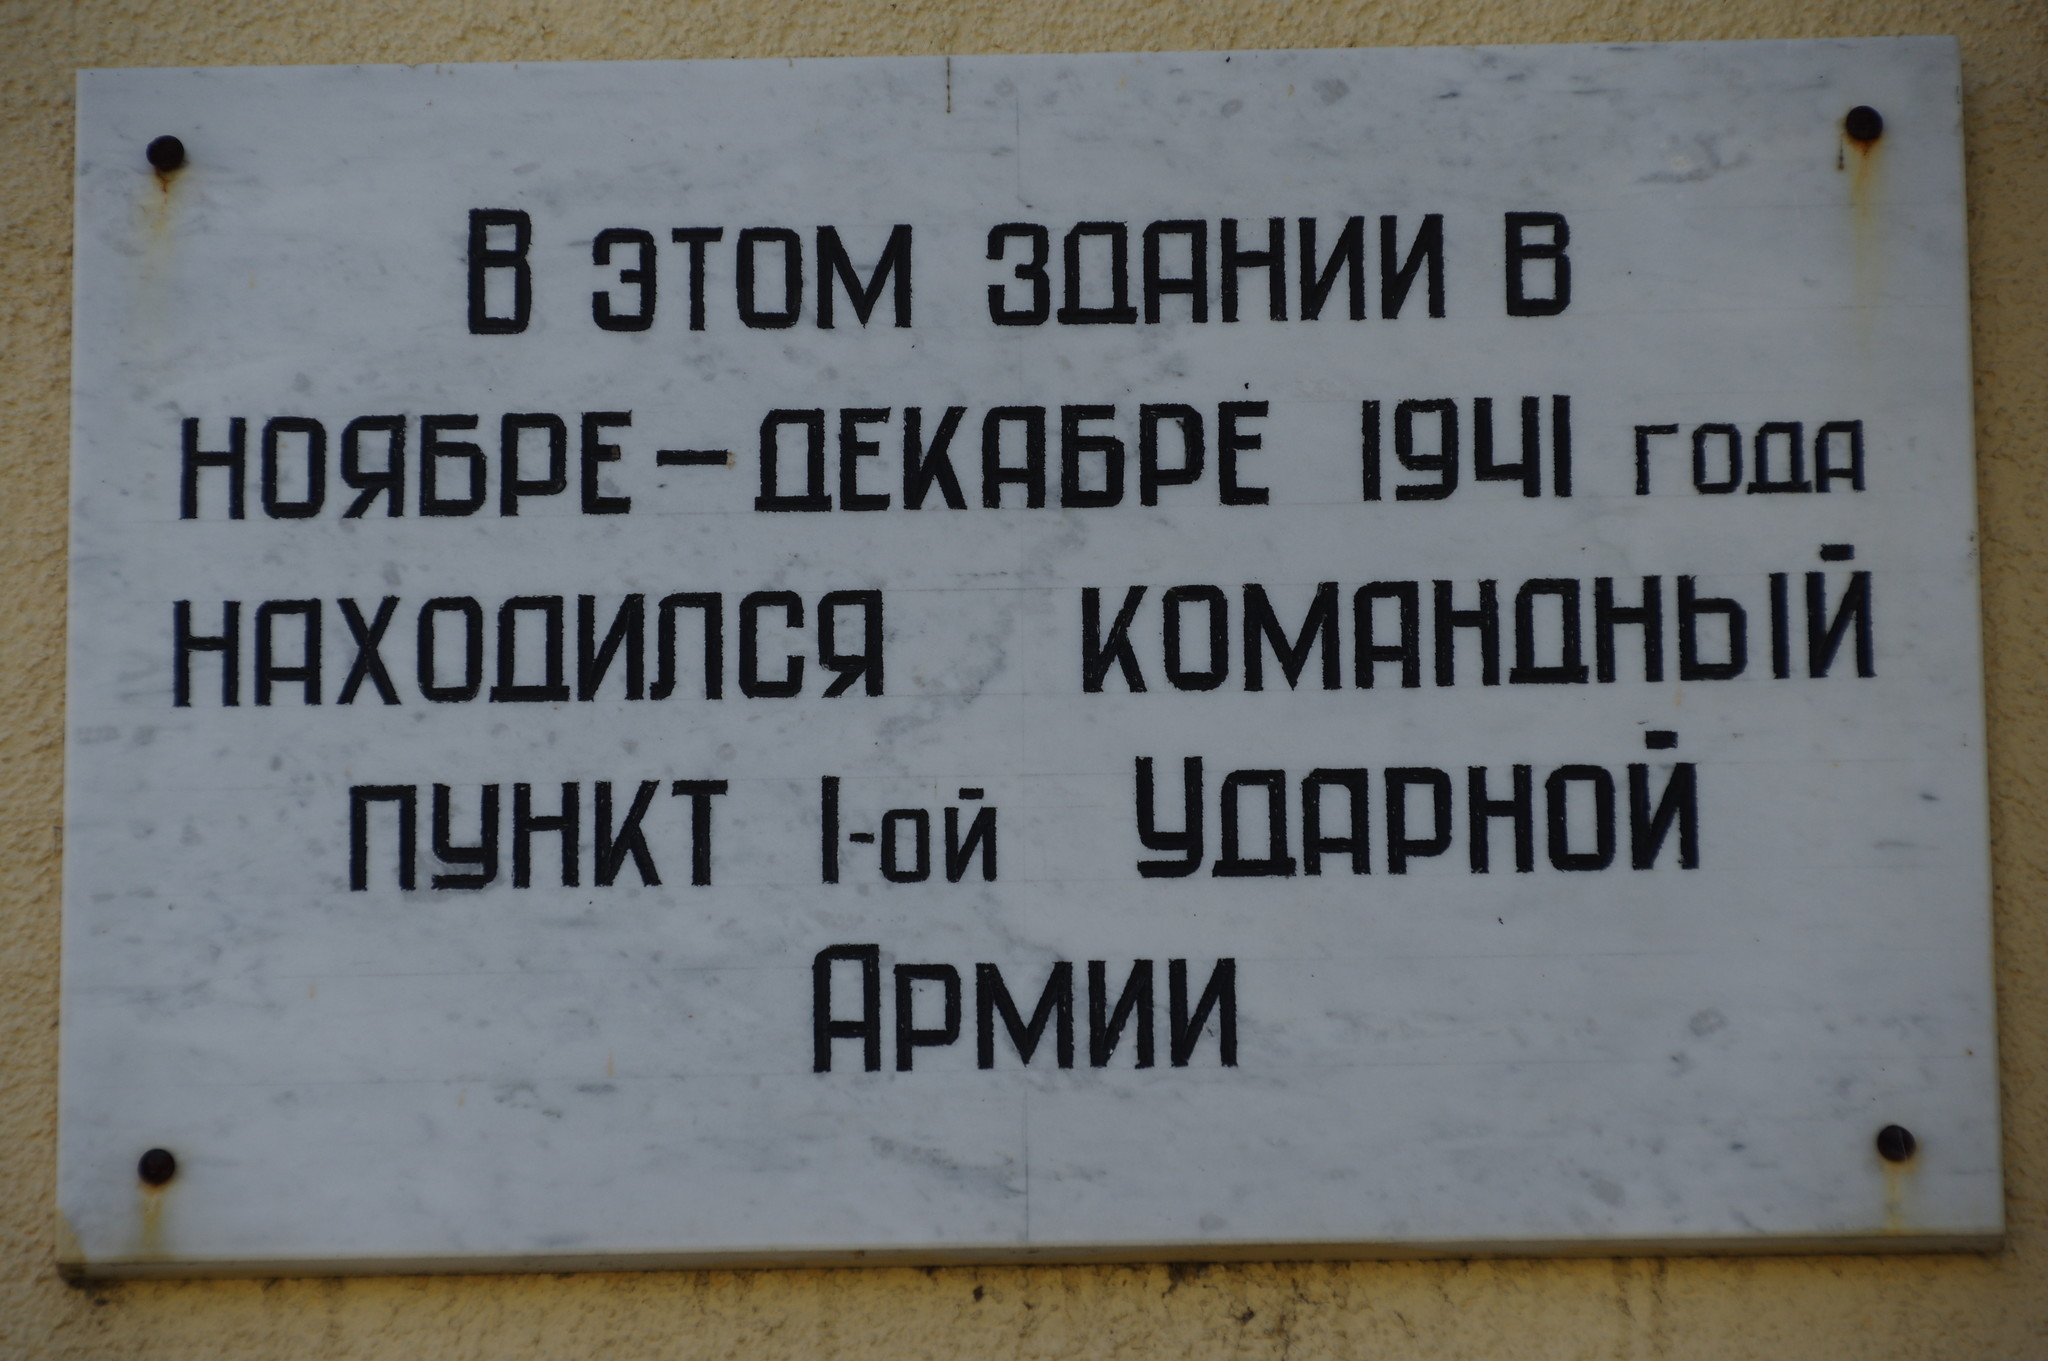 В ЭТОМ ЗДАНИИ В
НОЯБРЕ – ДЕКАБРЕ 1941 ГОДА
НАХОДИЛСЯ КОМАНДНЫЙ
ПУНКТ 1-ОЙ УДАРНОЙ
АРМИИ